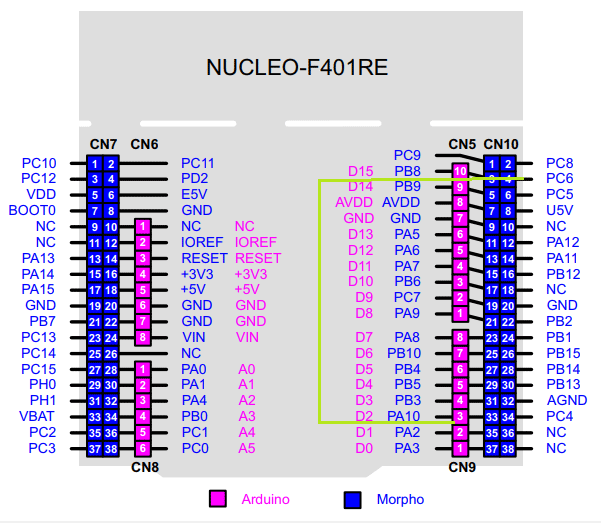 NUCLEO-F401RE
CN7 CN6 CN5 CN10
PC9
PC10 1 2 PC11 D15 PB8 10 1 2 PC8
PC12 3 4 PD2 D14 PB9 9 3 4 PC6
VDD 5 6 E5V AVDD AVDD 8 5 6 PC5
BOOT0 7 8 GND GND GND 7 7 8 U5V
NC 9 10 1 NC NC D13 PA5 6 9 10 NC
NC 11 12 2 IOREF IOREF D12 PA6 5 11 12 PA12
PA13 13 14 3 RESET RESET D11 PA7 4 13 14 PA11
PA14 15 16 4 +3V3 +3V3 D10 PB6 3 15 16 PB12
PA15 17 18 5 +5V +5V D9 PC7 2 17 18 NC
GND 19 20 6 GND GND D8 PA9 1 19 20 GND
PB7 21 22 7 GND GND 21 22 PB2
PC13 23 24 8 VIN VIN D7 PA8 8 23 24 PB1
PC14 25 26 NC D6 PB10 7 25 26 PB15
PC15 27 28 1 PA0 A0 D5 PB4 6 27 28 PB14
PH0 29 30 2 PA1 A1 D4 PB5 5 29 30 PB13
PH1 31 32 3 PA4 A2 D3 PB3 4 31 32 AGND
VBAT 33 34 4 PB0 A3 D2 PA10 3 33 34 PC4
PC2 35 36 5 PC1 A4 D1 PA2 2 35 36 NC
PC3 37 38 6 PC0 A5 D0 PA3 1 37 38 NC
CN8 CN9
Arduino Morpho